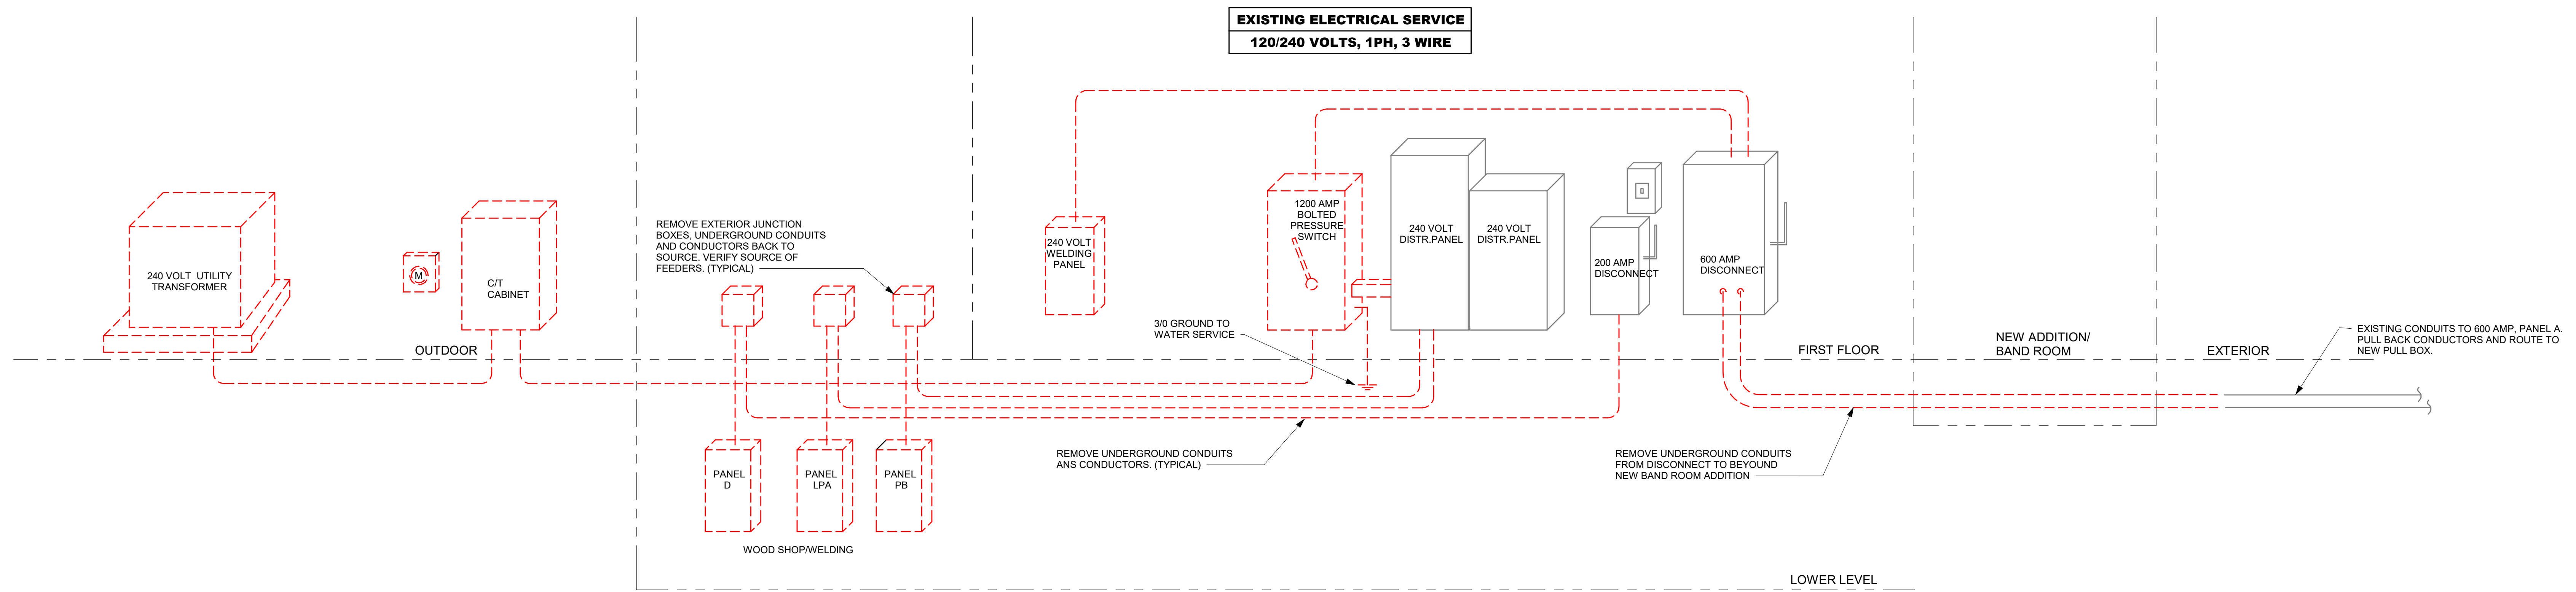 EXISTING ELECTRICAL SERVICE
120/240 VOLTS, 1PH, 3 WIRE
240 VOLT UTILITY
TRANSFORMER
M
C/T
CABINET
OUTDOOR
REMOVE EXTERIOR JUNCTION
BOXES, UNDERGROUND CONDUITS
AND CONDUCTORS BACK TO
SOURCE. VERIFY SOURCE OF
FEEDERS. (TYPICAL)
240 VOLT
WELDING
PANEL
1200 AMP
BOLTED
PRESSURE
SWITCH
240 VOLT
DISTR.PANEL
240 VOLT
DISTR.PANEL
200 AMP
DISCONNECT
600 AMP
DISCONNECT
3/0 GROUND TO
WATER SERVICE
FIRST FLOOR
NEW ADDITION/
BAND ROOM
EXTERIOR
EXISTING CONDUITS TO 600 AMP, PANEL A.
PULL BACK CONDUCTORS AND ROUTE TO
NEW PULL BOX.
REMOVE UNDERGROUND CONDUITS
ANS CONDUCTORS. (TYPICAL)
REMOVE UNDERGROUND CONDUITS
FROM DISCONNECT TO BEYOUND
NEW BAND ROOM ADDITION
PANEL
D
PANEL
LPA
PANEL
PB
WOOD SHOP/WELDING
LOWER LEVEL